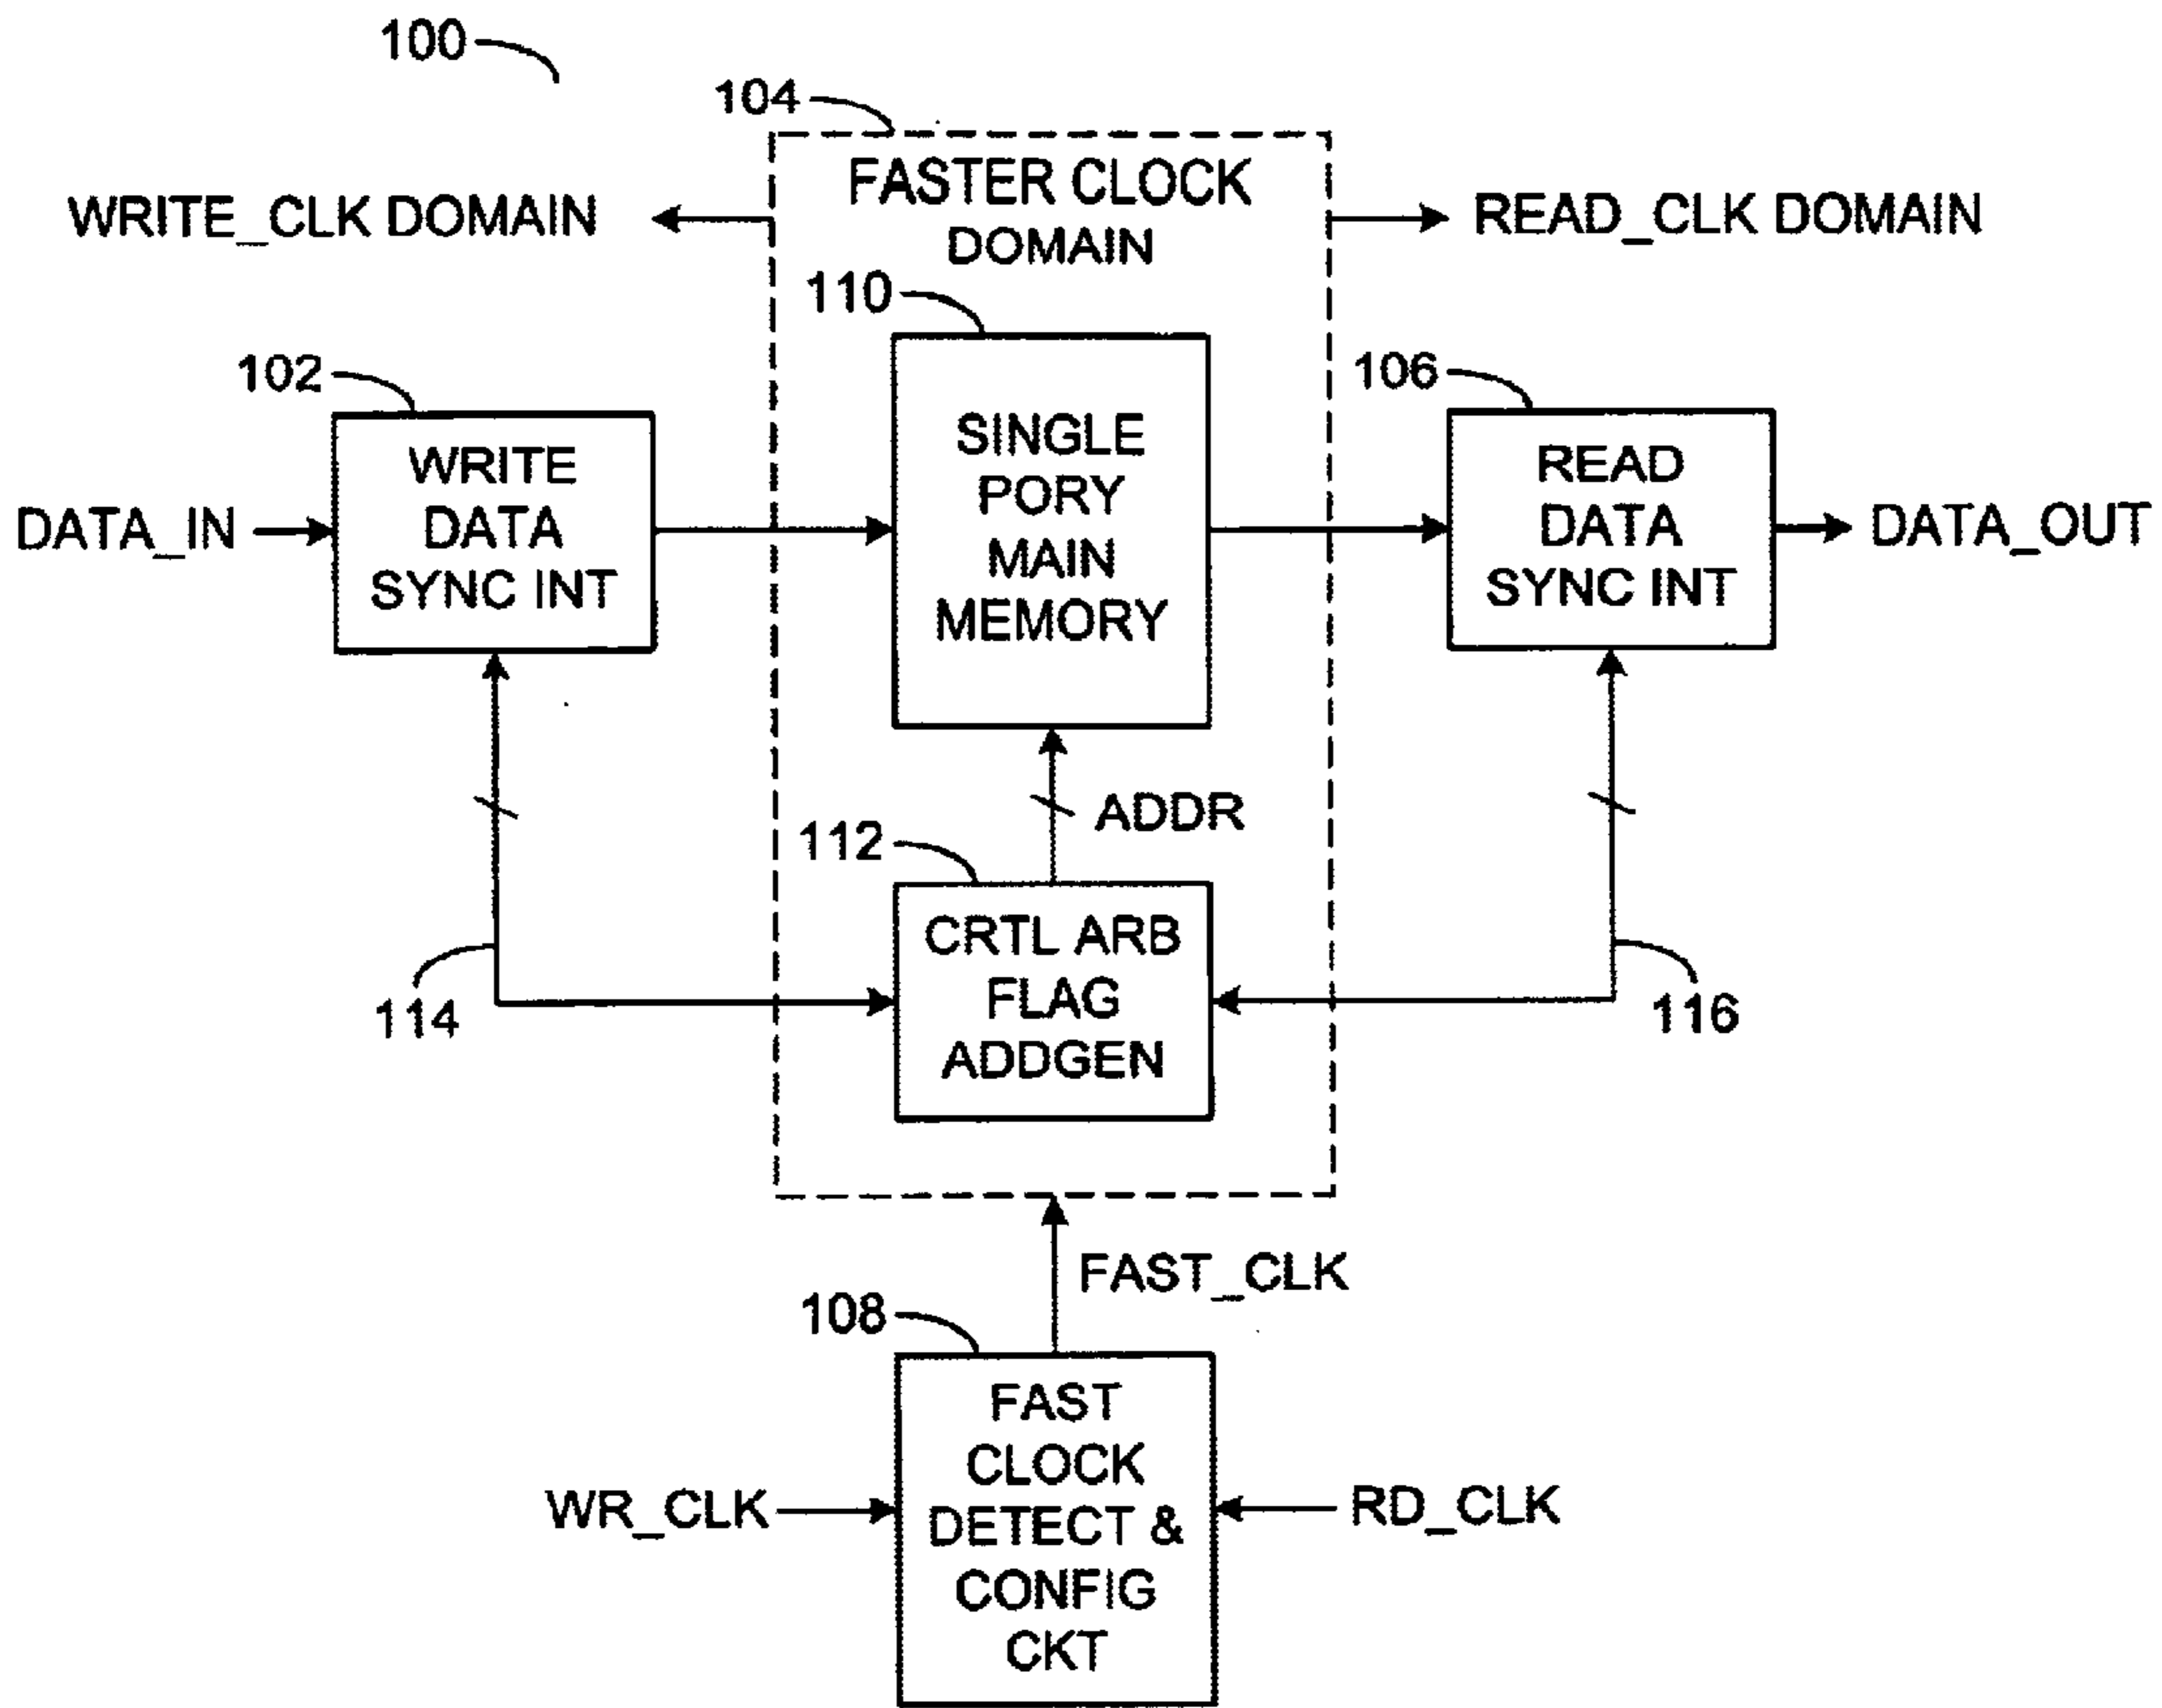 100
104
FASTER CLOCK
DOMAIN
WRITE_CLK DOMAIN
READ_CLK DOMAIN
110
102
106
WRITE
DATA
SYNC INT
SINGLE
PORY
MAIN
MEMORY
READ
DATA
SYNC INT
DATA_IN
DATA_OUT
ADDR
112
CRTL ARB
FLAG
ADDGEN
114
116
FAST_CLK
108
FAST
CLOCK
DETECT &
CONFIG
CKT
WR_CLK
RD_CLK